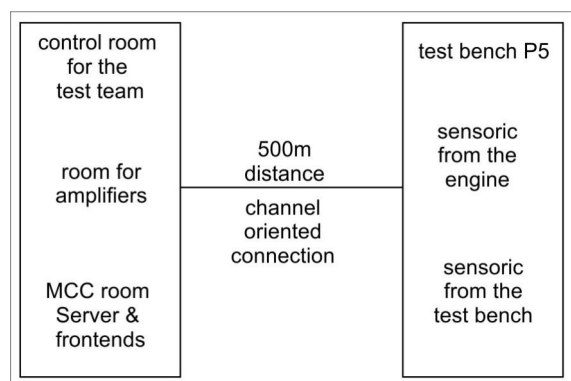 control room
for the
test team
room for
amplifiers
MCC room
Server &
frontends
500m
distance
channel
oriented
connection
test bench P5
sensoric
from the
engine
sensoric
from the
test bench